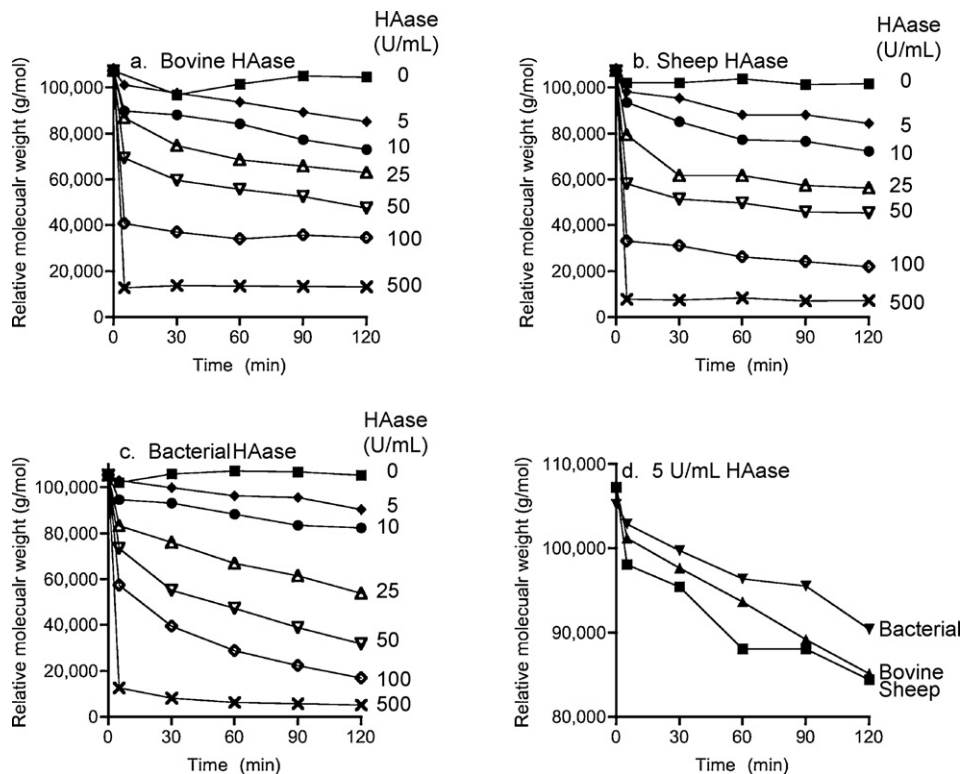 HAase
(U/mL)
a. Bovine HAase
Relative molecualr weight (g/mol)
100,000
80,000
60,000
40,000
20,000
0
0
5
10
25
50
100
500
0 30 60 90 120
Time (min)
HAase
(U/mL)
b. Sheep HAase
Relative molecualr weight (g/mol)
100,000
80,000
60,000
40,000
20,000
0
0
5
10
25
50
100
500
0 30 60 90 120
Time (min)
HAase
(U/mL)
c. Bacterial HAase
Relative molecualr weight (g/mol)
100,000
80,000
60,000
40,000
20,000
0
0
5
10
25
50
100
500
0 30 60 90 120
Time (min)
d. 5 U/mL HAase
Relative molecualr weight (g/mol)
110,000
100,000
90,000
80,000
Bacterial
Bovine
Sheep
0 30 60 90 120
Time (min)